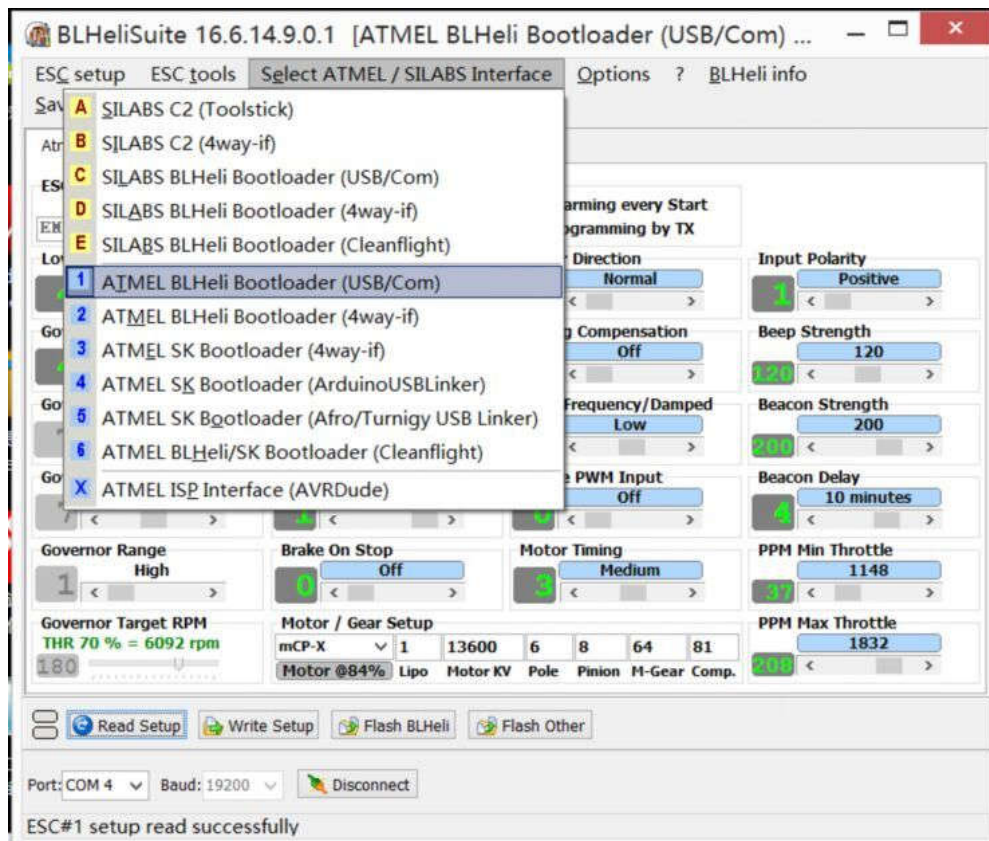 BLHeliSuite 16.6.14.9.0.1 [ATMEL BLHeli Bootloader (USB/Com) ...
ESC setup ESC tools Select ATMEL / SILABS Interface Options ? BLHeli info
A SILABS C2 (Toolstick)
B SILABS C2 (4way-if)
C SILABS BLHeli Bootloader (USB/Com)
D SILABS BLHeli Bootloader (4way-if)
E SILABS BLHeli Bootloader (Cleanflight)
1 ATMEL BLHeli Bootloader (USB/Com)
2 ATMEL BLHeli Bootloader (4way-if)
3 ATMEL SK Bootloader (4way-if)
4 ATMEL SK Bootloader (ArduinoUSBLinker)
5 ATMEL SK Bootloader (Afro/Turnigy USB Linker)
6 ATMEL BLHeli/SK Bootloader (Cleanflight)
X ATMEL ISP Interface (AVRDude)
every Start
by TX
Direction Input Polarity
Normal 1 Positive
Compensation Beep Strength
Off 120 120
Frequency/Damped Beacon Strength
Low 200 200
PWM Input Beacon Delay
Off 4 10 minutes
Governor Range Brake On Stop Motor Timing PPM Min Throttle
1 High 0 Off 3 Medium 37 1148
Governor Target RPM Motor / Gear Setup PPM Max Throttle
THR 70 % = 6092 rpm mCP-X 1 13600 6 8 64 81 1832
180 Motor @84% Lipo Motor KV Pole Pinion M-Gear Comp. 208
Read Setup Write Setup Flash BLHeli Flash Other
Port: COM 4 Baud: 19200 Disconnect
ESC#1 setup read successfully